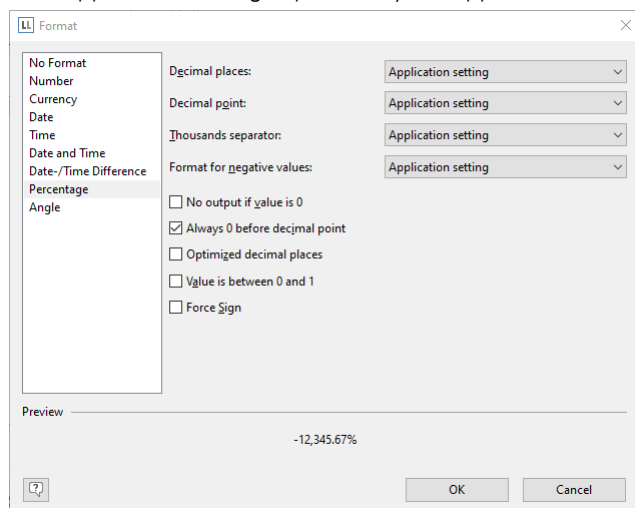 LL Format
No Format
Number
Currency
Date
Time
Date and Time
Date-/Time Difference
Percentage
Angle
Decimal places: Application setting
Decimal point: Application setting
Thousands separator: Application setting
Format for negative values: Application setting
No output if value is 0
Always 0 before decimal point
Optimized decimal places
Value is between 0 and 1
Force Sign
Preview
-12,345.67%
?
OK Cancel